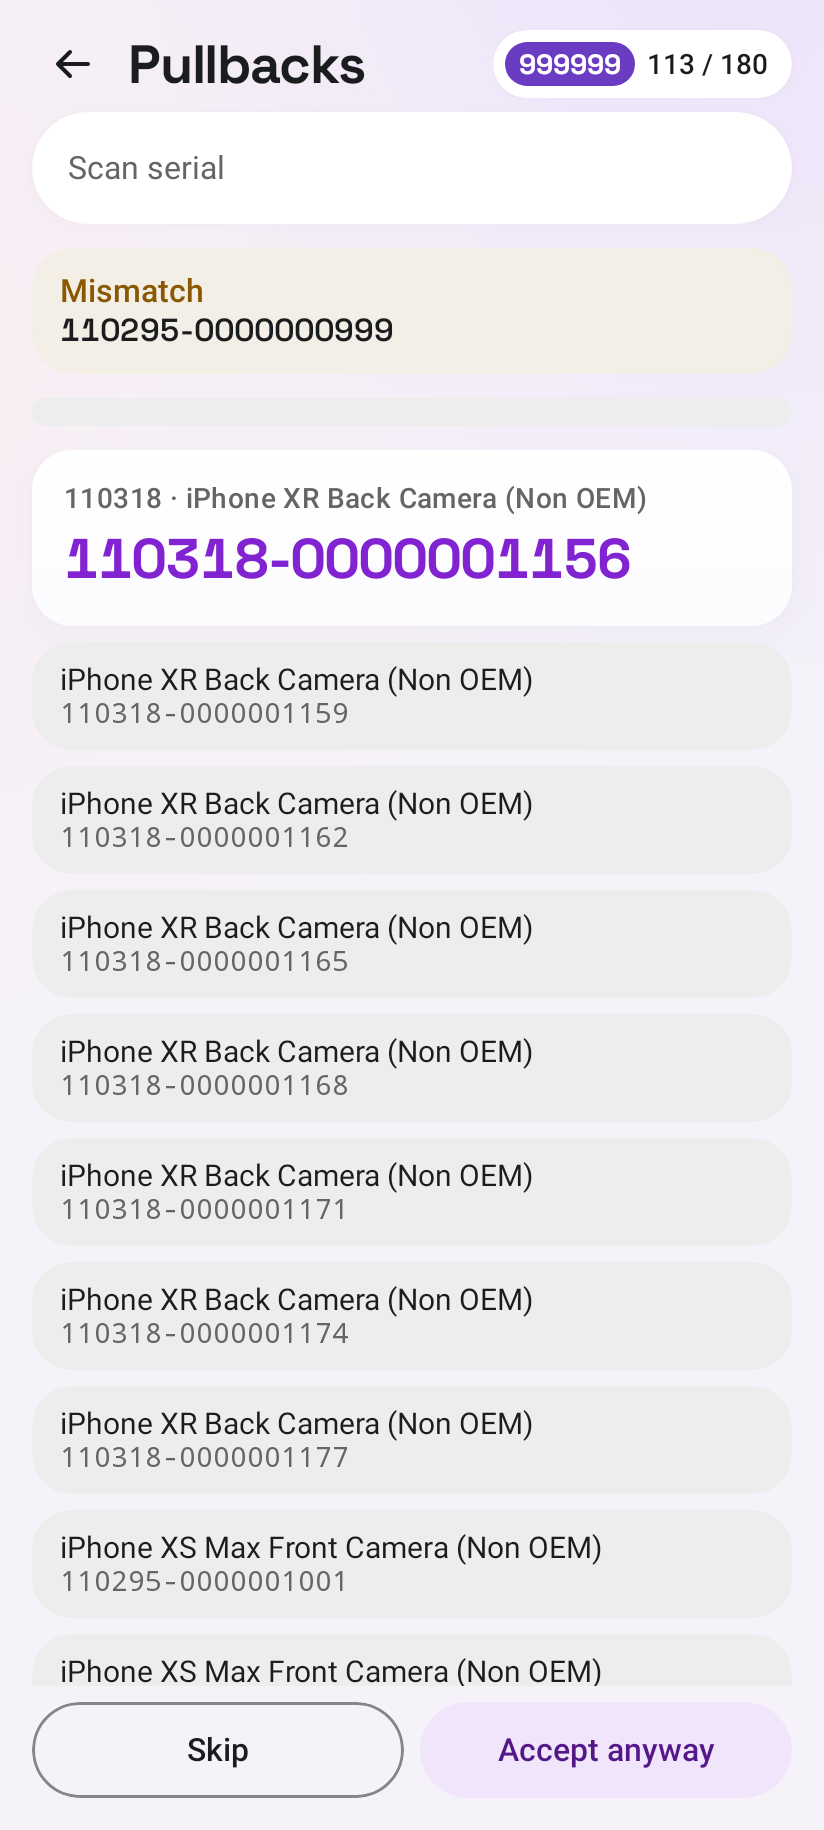 Pullbacks
999999 113 / 180
Scan serial
Mismatch
110295-0000000999
110318 · iPhone XR Back Camera (Non OEM)
110318-0000001156
iPhone XR Back Camera (Non OEM)
110318-0000001159
iPhone XR Back Camera (Non OEM)
110318-0000001162
iPhone XR Back Camera (Non OEM)
110318-0000001165
iPhone XR Back Camera (Non OEM)
110318-0000001168
iPhone XR Back Camera (Non OEM)
110318-0000001171
iPhone XR Back Camera (Non OEM)
110318-0000001174
iPhone XR Back Camera (Non OEM)
110318-0000001177
iPhone XS Max Front Camera (Non OEM)
110295-0000001001
iPhone XS Max Front Camera (Non OEM)
Skip
Accept anyway